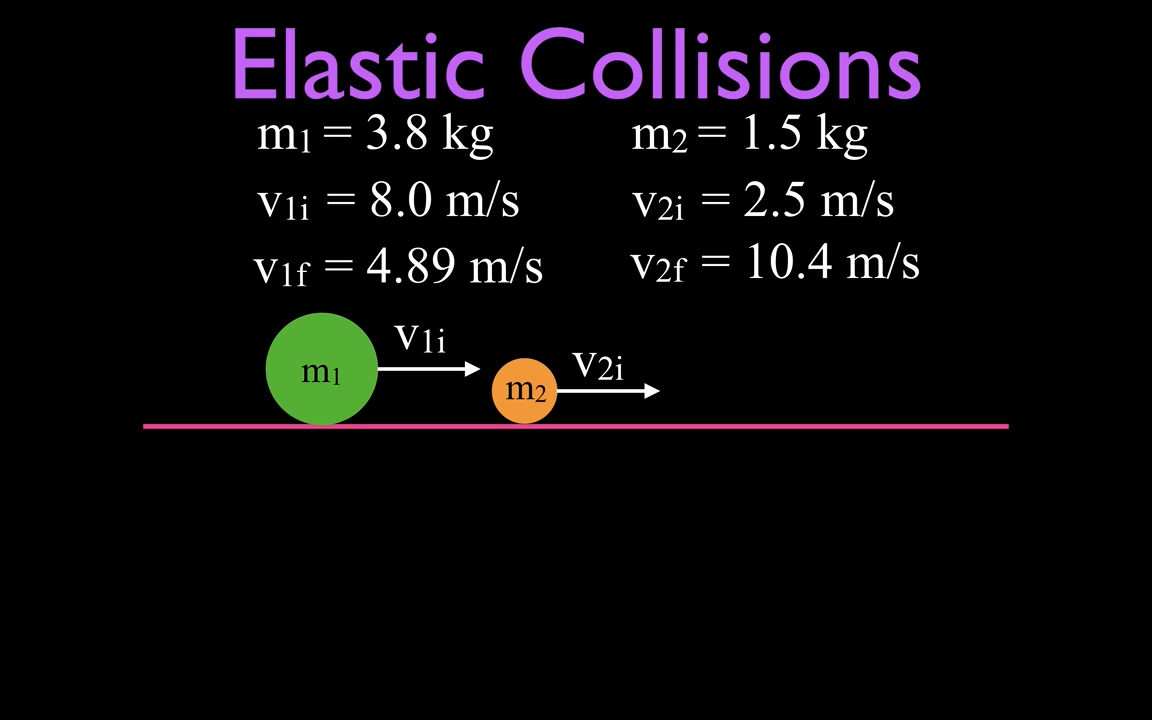 Elastic Collisions
m1 = 3.8 kg
m2 = 1.5 kg
v1i = 8.0 m/s
v2i = 2.5 m/s
v1f = 4.89 m/s
v2f = 10.4 m/s
v1i
v2i
m1
m2